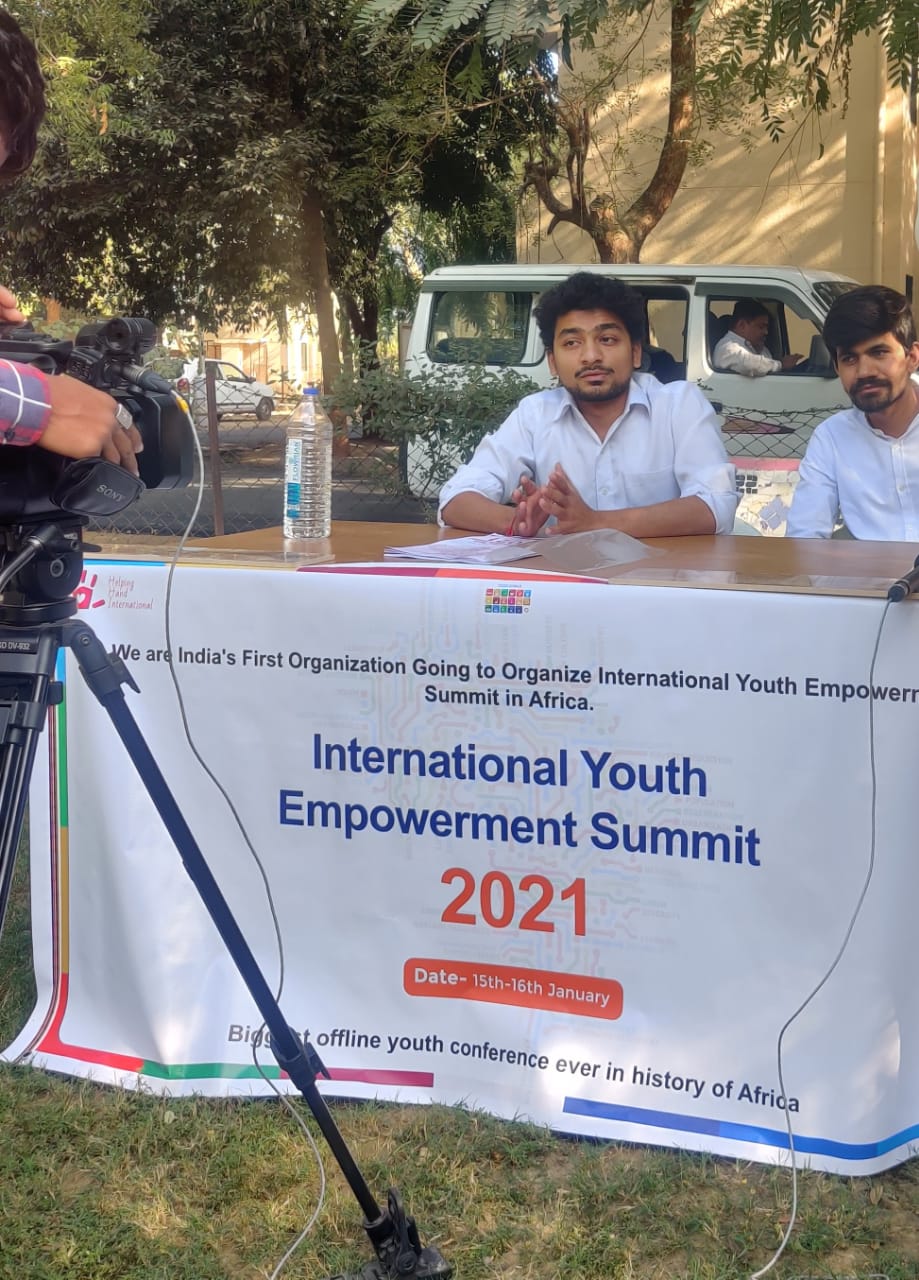 SONY
Helping
Hand
International
We are India's First Organization Going to Organize International Youth Empowerm
Summit in Africa.
International Youth
Empowerment Summit
2021
Date- 15th-16th January
Biggest offline youth conference ever in history of Africa